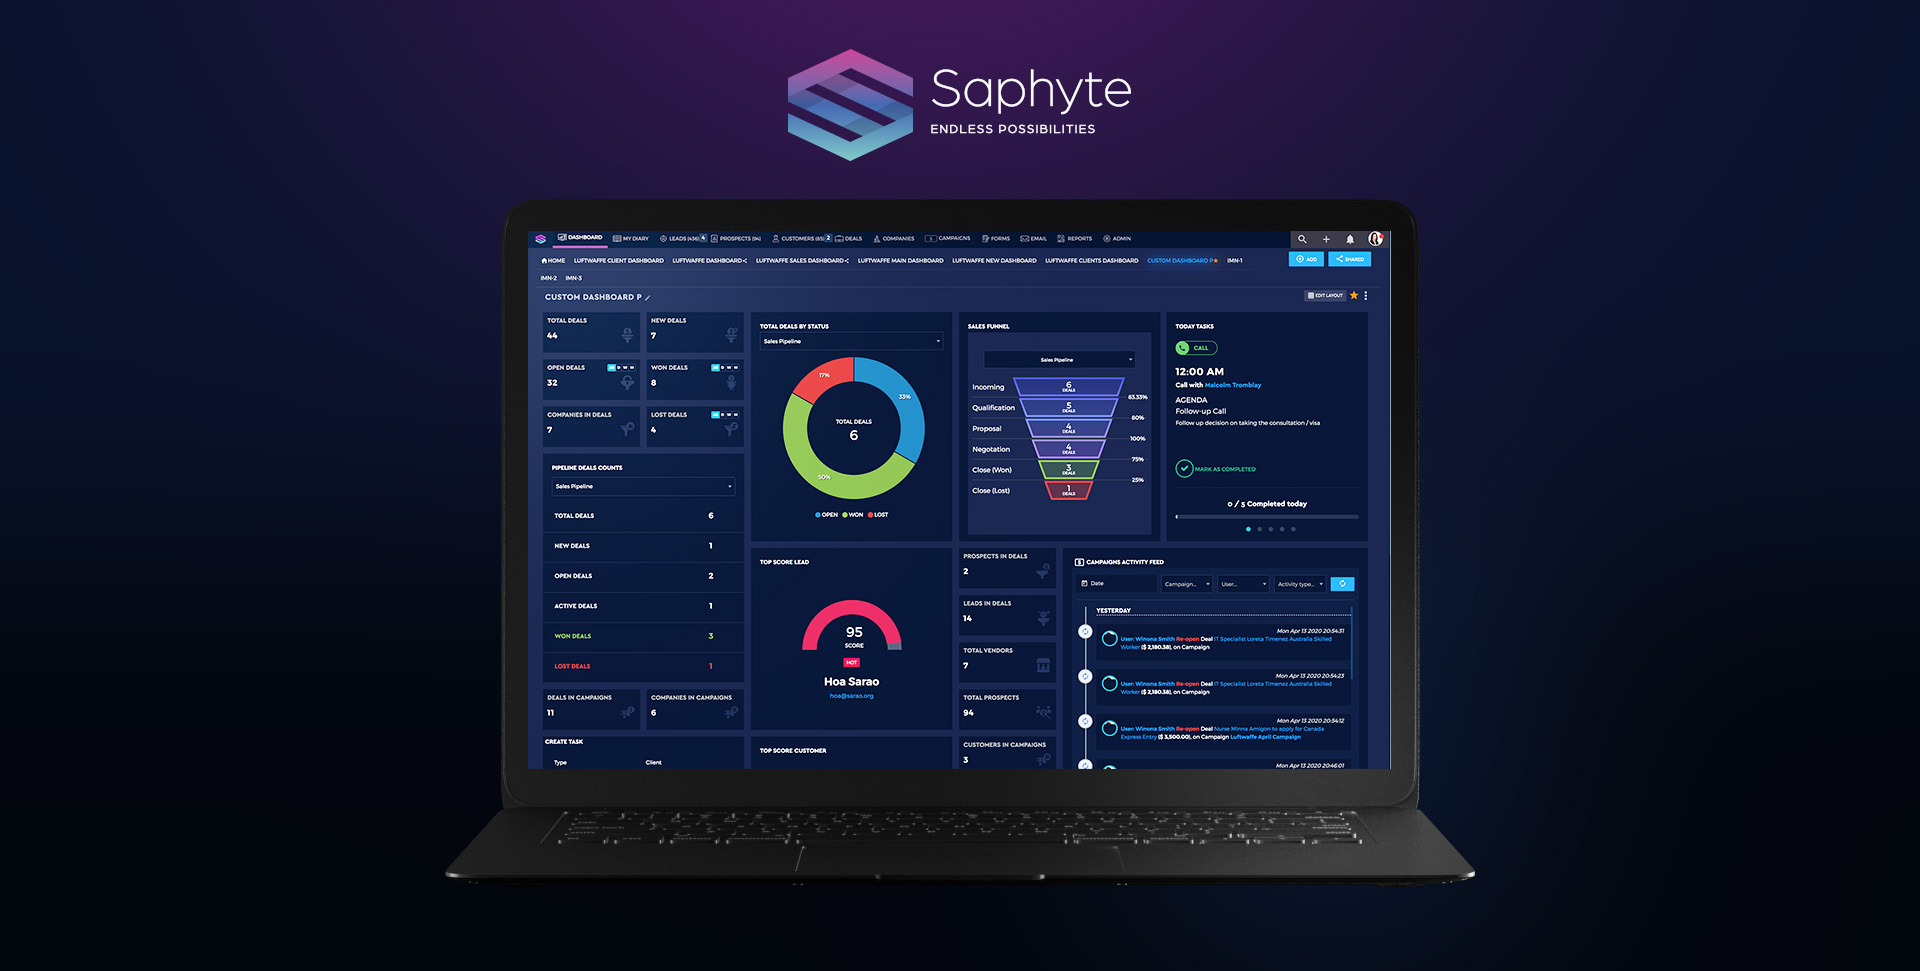 Saphyte
ENDLESS POSSIBILITIES
DASHBOARD MY DIARY LEADS (436) 4 PROSPECTS (94) CUSTOMERS (85) 2 DEALS COMPANIES CAMPAIGNS FORMS EMAIL REPORTS ADMIN
HOME LUFTWAFFE CLIENT DASHBOARD LUFTWAFFE DASHBOARD LUFTWAFFE SALES DASHBOARD LUFTWAFFE MAIN DASHBOARD LUFTWAFFE NEW DASHBOARD LUFTWAFFE CLIENTS DASHBOARD CUSTOM DASHBOARD P IMN-1
ADD SHARED
IMN-2 IMN-3
CUSTOM DASHBOARD P
EDIT LAYOUT
TOTAL DEALS
44
NEW DEALS
7
OPEN DEALS
All D W M
32
WON DEALS
All D W M
8
COMPANIES IN DEALS
7
LOST DEALS
All D W M
4
PIPELINE DEALS COUNTS
Sales Pipeline
TOTAL DEALS 6
NEW DEALS 1
OPEN DEALS 2
ACTIVE DEALS 1
WON DEALS 3
LOST DEALS 1
DEALS IN CAMPAIGNS
11
COMPANIES IN CAMPAIGNS
6
CREATE TASK
Type Client
TOTAL DEALS BY STATUS
Sales Pipeline
17%
33%
TOTAL DEALS
6
50%
OPEN WON LOST
TOP SCORE LEAD
95
SCORE
HOT
Hoa Sarao
hoa@sarao.org
TOP SCORE CUSTOMER
SALES FUNNEL
Sales Pipeline
Incoming 6 DEALS
83.33%
Qualification 5 DEALS
80%
Proposal 4 DEALS
100%
Negotation 4 DEALS
75%
Close (Won) 3 DEALS
25%
Close (Lost) 1 DEALS
TODAY TASKS
CALL
12:00 AM
Call with Malcolm Tromblay
AGENDA
Follow-up Call
Follow up decision on taking the consultation / visa
MARK AS COMPLETED
0 / 5 Completed today
PROSPECTS IN DEALS
2
LEADS IN DEALS
14
TOTAL VENDORS
7
TOTAL PROSPECTS
94
CUSTOMERS IN CAMPAIGNS
3
CAMPAIGNS ACTIVITY FEED
Date Campaign... User... Activity type...
YESTERDAY
Mon Apr 13 2020 20:54:31
User: Winona Smith Re-open Deal IT Specialist Loreta Timenez Australia Skilled
Worker ($ 2,180.38), on Campaign
Mon Apr 13 2020 20:54:23
User: Winona Smith Re-open Deal IT Specialist Loreta Timenez Australia Skilled
Worker ($ 2,180.38), on Campaign
Mon Apr 13 2020 20:54:12
User: Winona Smith Re-open Deal Nurse Minna Amigon to apply for Canada
Express Entry ($ 3,500.00), on Campaign Luftwaffe April Campaign
Mon Apr 13 2020 20:46:01